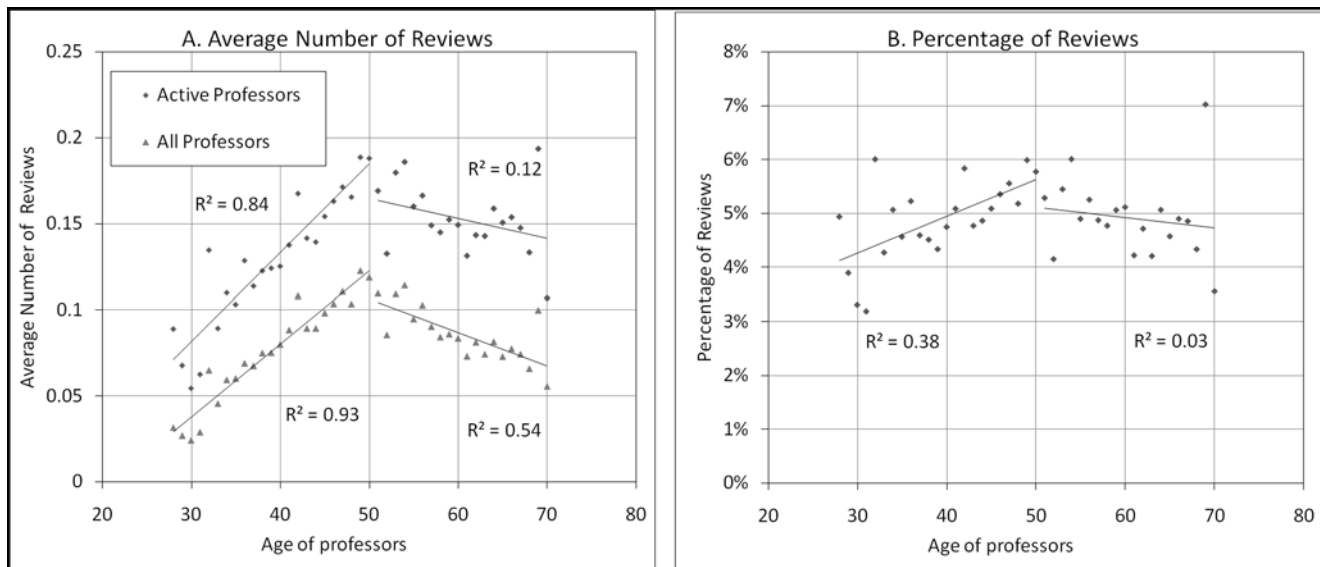 A. Average Number of Reviews
0.25
0.2
0.15
0.1
0.05
0
Average Number of Reviews
Active Professors
All Professors
R² = 0.84
R² = 0.12
R² = 0.93
R² = 0.54
20
30
40
50
60
70
80
Age of professors
B. Percentage of Reviews
8%
7%
6%
5%
4%
3%
2%
1%
0%
Percentage of Reviews
R² = 0.38
R² = 0.03
20
30
40
50
60
70
80
Age of professors